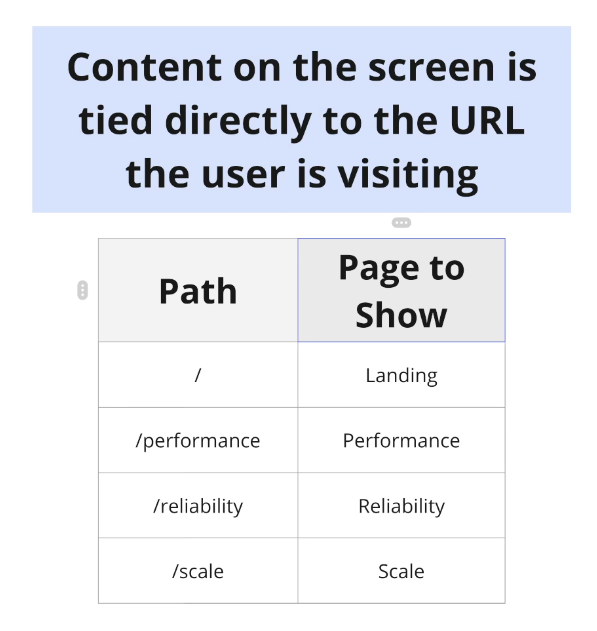 Content on the screen is
tied directly to the URL
the user is visiting
Path
Page to
Show
/
Landing
/performance
Performance
/reliability
Reliability
/scale
Scale